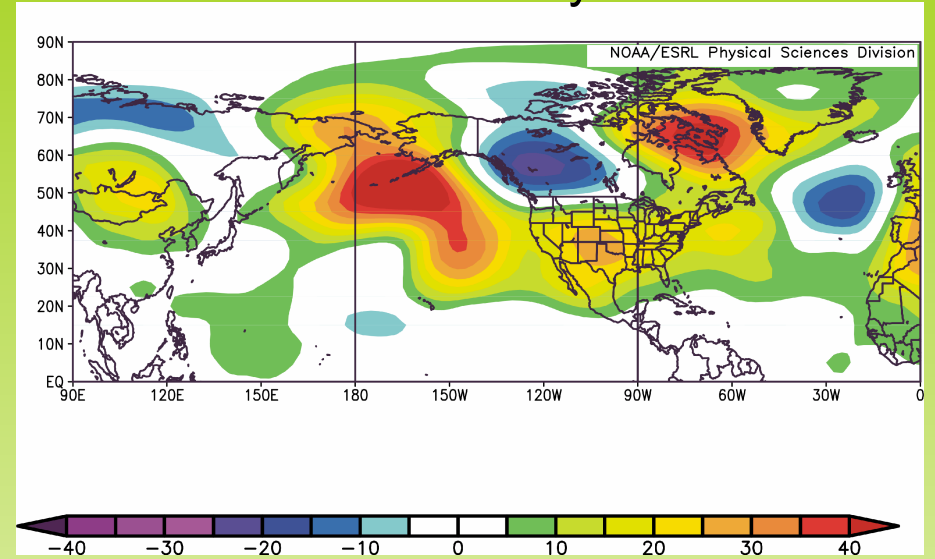 NOAA/ESRL Physical Sciences Division
90N
80N
70N
60N
50N
40N
30N
20N
10N
EQ
90E 120E 150E 180 150W 120W 90W 60W 30W 0
-40 -30 -20 -10 0 10 20 30 40